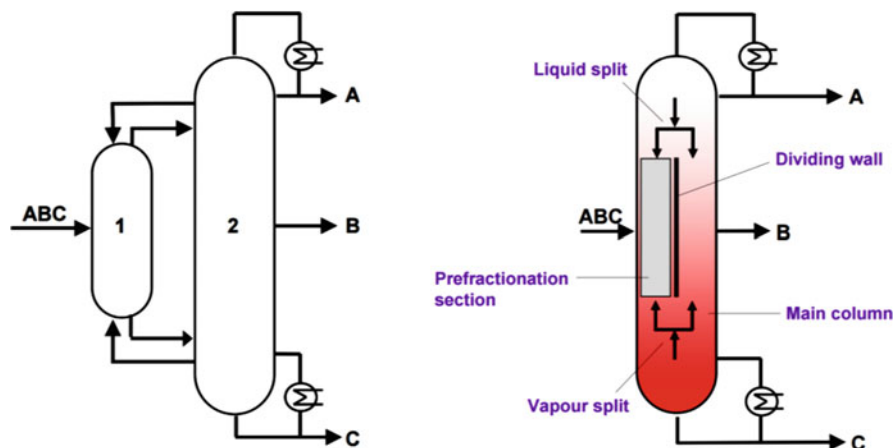 A
ABC
1
2
B
C
Liquid split
A
Dividing wall
ABC
B
Prefractionation
section
Main column
Vapour split
C